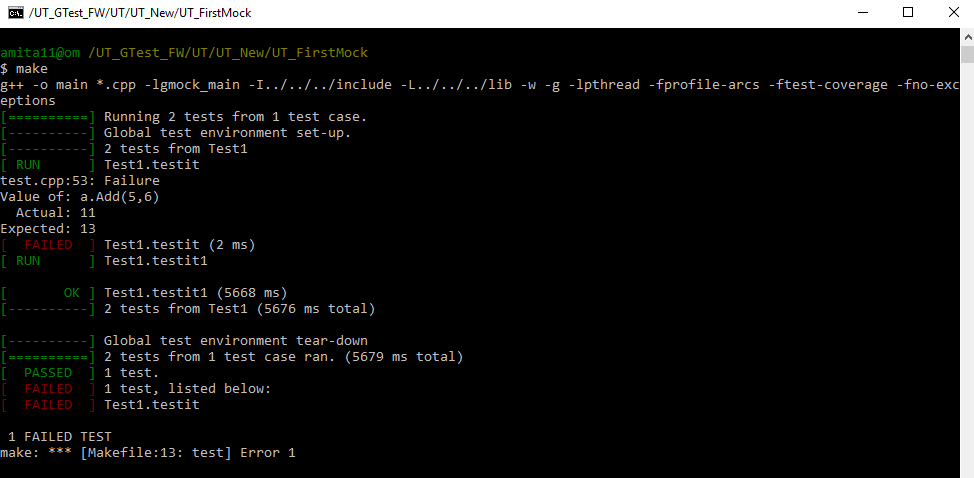 /UT_GTest_FW/UT/UT_New/UT_FirstMock
amita11@om /UT_GTest_FW/UT/UT_New/UT_FirstMock
$ make
g++ -o main *.cpp -lgmock_main -I../../../include -L../../../lib -w -g -lpthread -fprofile-arcs -ftest-coverage -fno-exc
eptions
[==========] Running 2 tests from 1 test case.
[----------] Global test environment set-up.
[----------] 2 tests from Test1
[ RUN      ] Test1.testit
test.cpp:53: Failure
Value of: a.Add(5,6)
  Actual: 11
Expected: 13
[  FAILED  ] Test1.testit (2 ms)
[ RUN      ] Test1.testit1
[       OK ] Test1.testit1 (5668 ms)
[----------] 2 tests from Test1 (5676 ms total)
[----------] Global test environment tear-down
[==========] 2 tests from 1 test case ran. (5679 ms total)
[  PASSED  ] 1 test.
[  FAILED  ] 1 test, listed below:
[  FAILED  ] Test1.testit
 1 FAILED TEST
make: *** [Makefile:13: test] Error 1